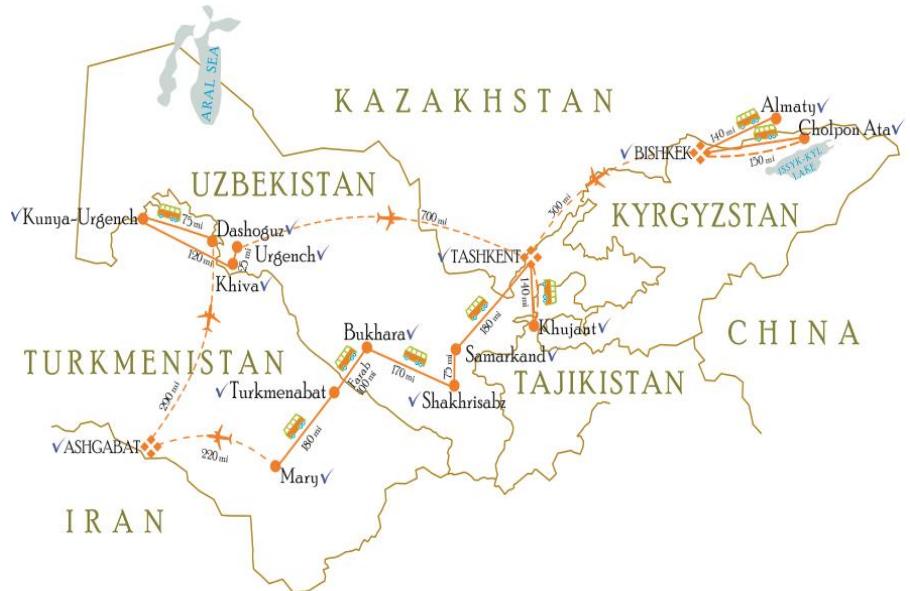 ARAL SEA
KAZAKHSTAN
Almaty
140 mi
Cholpon Ata
BISHKEK
150 mi
ISSYK-KYL
LAKE
UZBEKISTAN
300 mi
KYRGYZSTAN
Kunya-Urgench
75 mi
Dashoguz
700 mi
Urgench
120 mi
TASHKENT
Khiva
140 mi
Khujant
180 mi
CHINA
Bukhara
Samarkand
TURKMENISTAN
Farab
100 mi
170 mi
75 mi
TAJIKISTAN
Turkmenabat
Shakhrisabz
290 mi
180 mi
ASHGABAT
220 mi
Mary
IRAN